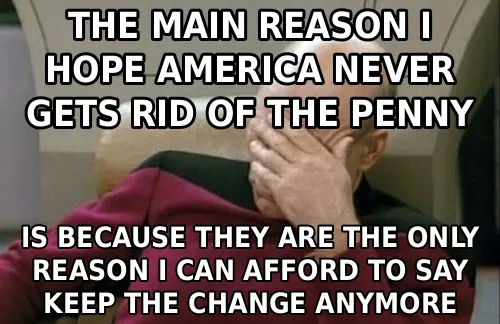 THE MAIN REASON I
HOPE AMERICA NEVER
GETS RID OF THE PENNY
IS BECAUSE THEY ARE THE ONLY
REASON I CAN AFFORD TO SAY
KEEP THE CHANGE ANYMORE